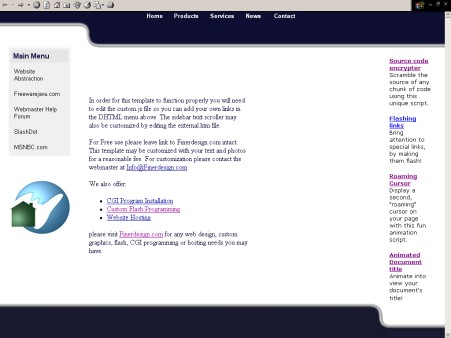 Home Products Services News Contact
Main Menu
Website
Abstraction
Freewarejava.com
Webmaster Help
Forum
SlashDot
MSNBC.com
In order for this template to function properly you will need
to edit the custom.js file so you can add your own links in
the DHTML menu above. The sidebar text scroller may
also be customized by editing the external.htm file.
For Free use please leave link to Finerdesign.com intact.
This template may be customized with your text and photos
for a reasonable fee. For customization please contact the
webmaster at Info@Finerdesign.com
We also offer:
CGI Program Installation
Custom Flash Programming
Website Hosting
please visit Finerdesign.com for any web design, custom
graphics, flash, CGI programming or hosting needs you may
have.
Source code
encrypter
Scramble the
source of any
chunk of code
using this
unique script.
Flashing
links
Bring
attention to
special links,
by making
them flash!
Roaming
Cursor
Display a
second,
"roaming"
cursor on
your page
with this fun
animation
script.
Animated
Document
title
Animate into
view your
document's
title!